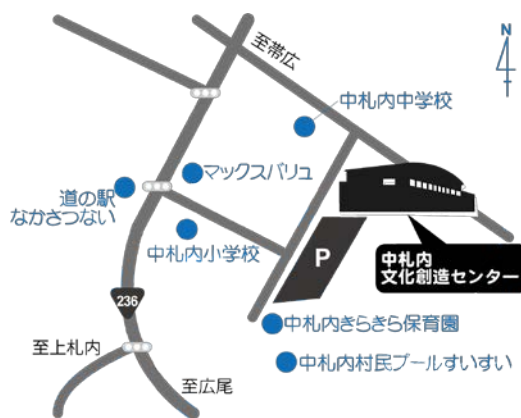 至帯広
N
中札内中学校
マックスバリュ
道の駅
なかさつない
中札内小学校
P
中札内
文化創造センター
236
中札内きらきら保育園
至上札内
中札内村民プールすいすい
至広尾